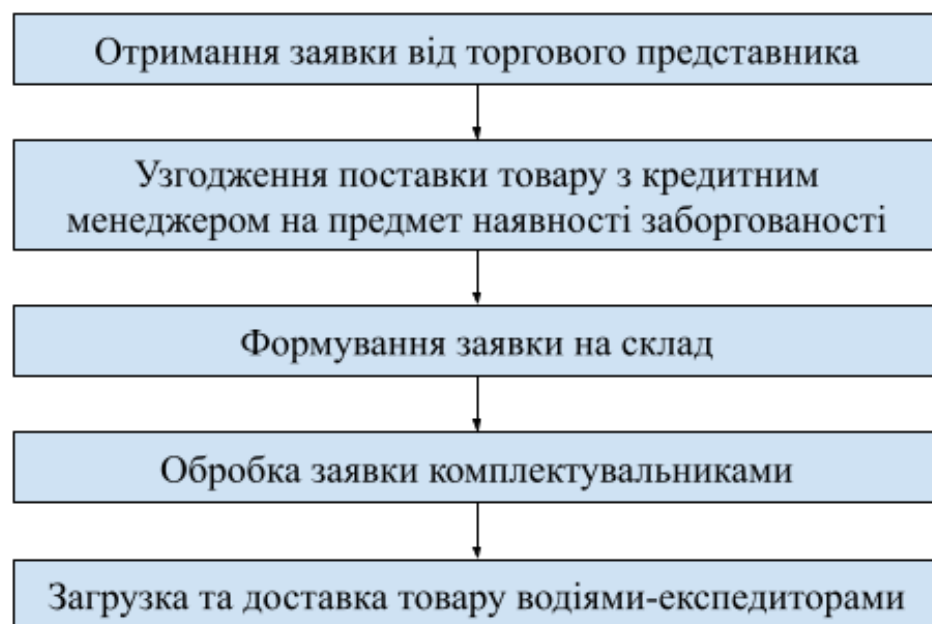 Отримання заявки від торгового представника
Узгодження поставки товару з кредитним
менеджером на предмет наявності заборгованості
Формування заявки на склад
Обробка заявки комплектувальниками
Загрузка та доставка товару водіями-експедиторами